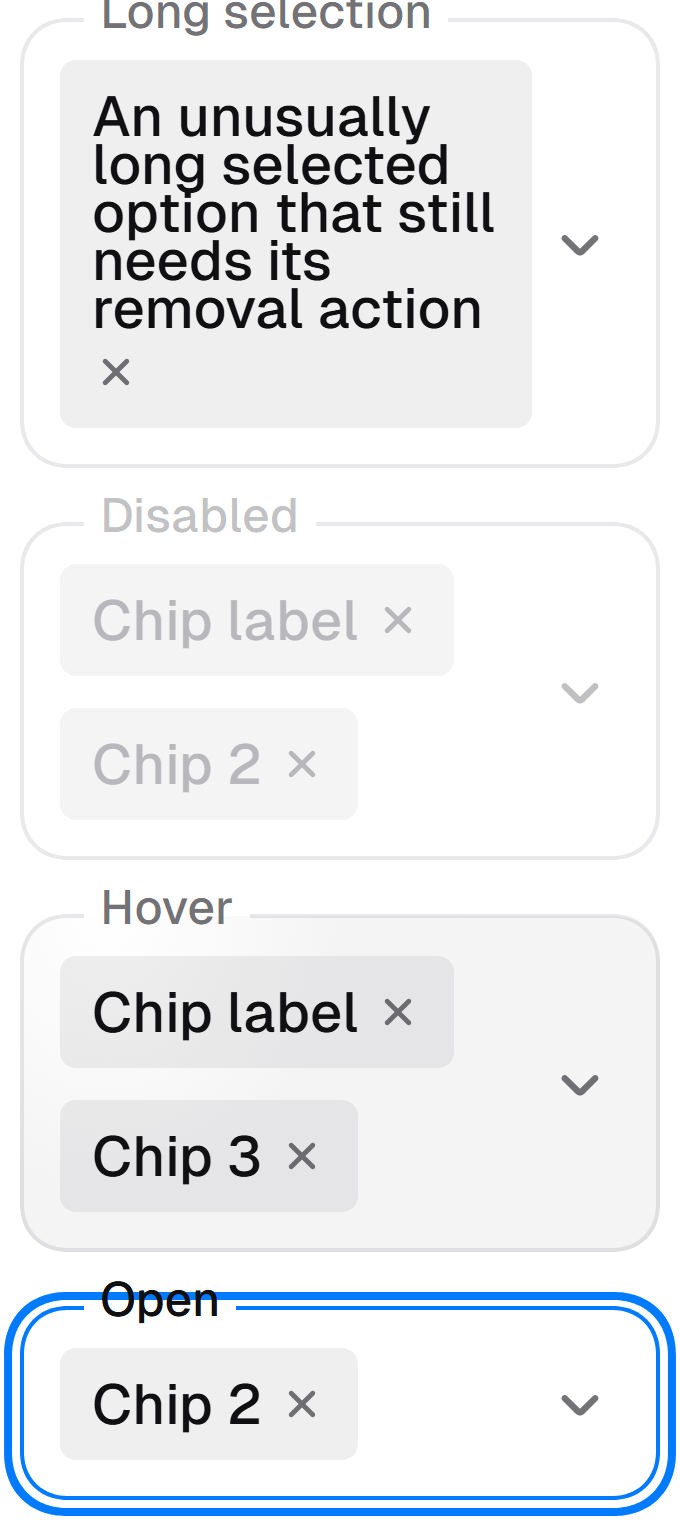 Long selection
An unusually
long selected
option that still
needs its
removal action
Disabled
Chip label
Chip 2
Hover
Chip label
Chip 3
Open
Chip 2